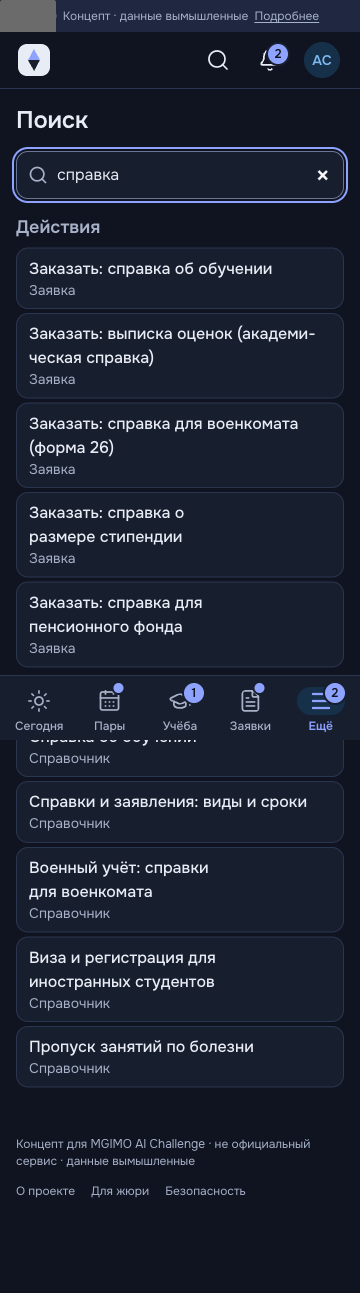 Концепт · данные вымышленные Подробнее
2
АС
Поиск
справка
Действия
Заказать: справка об обучении
Заявка
Заказать: выписка оценок (академи-
ческая справка)
Заявка
Заказать: справка для военкомата
(форма 26)
Заявка
Заказать: справка о
размере стипендии
Заявка
Заказать: справка для
пенсионного фонда
Заявка
1
2
Сегодня
Пары
Учёба
Заявки
Ещё
Справка об обучении
Справочник
Справки и заявления: виды и сроки
Справочник
Военный учёт: справки
для военкомата
Справочник
Виза и регистрация для
иностранных студентов
Справочник
Пропуск занятий по болезни
Справочник
Концепт для MGIMO AI Challenge · не официальный
сервис · данные вымышленные
О проекте Для жюри Безопасность